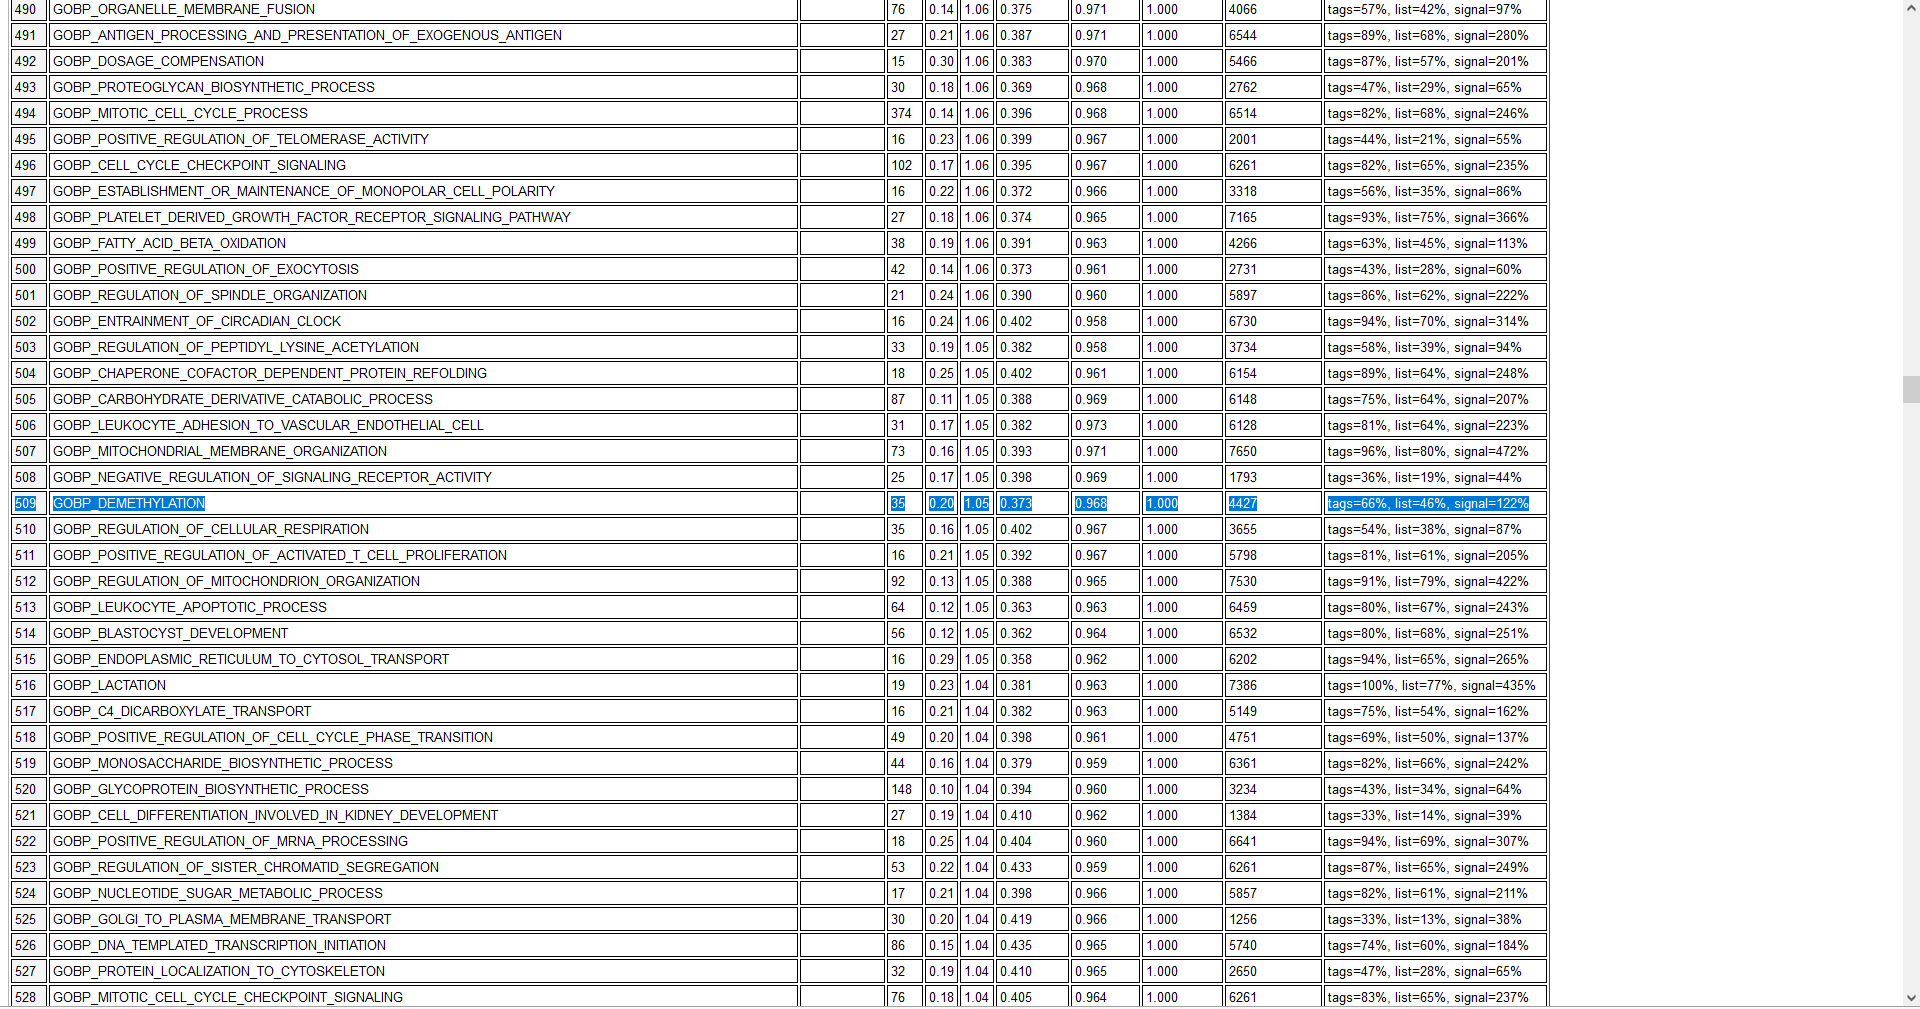 490 GOBP_ORGANELLE_MEMBRANE_FUSION 76 0.14 1.06 0.375 0.971 1.000 4066 tags=57%, list=42%, signal=97%
491 GOBP_ANTIGEN_PROCESSING_AND_PRESENTATION_OF_EXOGENOUS_ANTIGEN 27 0.21 1.06 0.387 0.971 1.000 6544 tags=89%, list=68%, signal=280%
492 GOBP_DOSAGE_COMPENSATION 15 0.30 1.06 0.383 0.970 1.000 5466 tags=87%, list=57%, signal=201%
493 GOBP_PROTEOGLYCAN_BIOSYNTHETIC_PROCESS 30 0.18 1.06 0.369 0.968 1.000 2762 tags=47%, list=29%, signal=65%
494 GOBP_MITOTIC_CELL_CYCLE_PROCESS 374 0.14 1.06 0.396 0.968 1.000 6514 tags=82%, list=68%, signal=246%
495 GOBP_POSITIVE_REGULATION_OF_TELOMERASE_ACTIVITY 16 0.23 1.06 0.399 0.967 1.000 2001 tags=44%, list=21%, signal=55%
496 GOBP_CELL_CYCLE_CHECKPOINT_SIGNALING 102 0.17 1.06 0.395 0.967 1.000 6261 tags=82%, list=65%, signal=235%
497 GOBP_ESTABLISHMENT_OR_MAINTENANCE_OF_MONOPOLAR_CELL_POLARITY 16 0.22 1.06 0.372 0.966 1.000 3318 tags=56%, list=35%, signal=86%
498 GOBP_PLATELET_DERIVED_GROWTH_FACTOR_RECEPTOR_SIGNALING_PATHWAY 27 0.18 1.06 0.374 0.965 1.000 7165 tags=93%, list=75%, signal=366%
499 GOBP_FATTY_ACID_BETA_OXIDATION 38 0.19 1.06 0.391 0.963 1.000 4266 tags=63%, list=45%, signal=113%
500 GOBP_POSITIVE_REGULATION_OF_EXOCYTOSIS 42 0.14 1.06 0.373 0.961 1.000 2731 tags=43%, list=28%, signal=60%
501 GOBP_REGULATION_OF_SPINDLE_ORGANIZATION 21 0.24 1.06 0.390 0.960 1.000 5897 tags=86%, list=62%, signal=222%
502 GOBP_ENTRAINMENT_OF_CIRCADIAN_CLOCK 16 0.24 1.06 0.402 0.958 1.000 6730 tags=94%, list=70%, signal=314%
503 GOBP_REGULATION_OF_PEPTIDYL_LYSINE_ACETYLATION 33 0.19 1.05 0.382 0.958 1.000 3734 tags=58%, list=39%, signal=94%
504 GOBP_CHAPERONE_COFACTOR_DEPENDENT_PROTEIN_REFOLDING 18 0.25 1.05 0.402 0.961 1.000 6154 tags=89%, list=64%, signal=248%
505 GOBP_CARBOHYDRATE_DERIVATIVE_CATABOLIC_PROCESS 87 0.11 1.05 0.388 0.969 1.000 6148 tags=75%, list=64%, signal=207%
506 GOBP_LEUKOCYTE_ADHESION_TO_VASCULAR_ENDOTHELIAL_CELL 31 0.17 1.05 0.382 0.973 1.000 6128 tags=81%, list=64%, signal=223%
507 GOBP_MITOCHONDRIAL_MEMBRANE_ORGANIZATION 73 0.16 1.05 0.393 0.971 1.000 7650 tags=96%, list=80%, signal=472%
508 GOBP_NEGATIVE_REGULATION_OF_SIGNALING_RECEPTOR_ACTIVITY 25 0.17 1.05 0.398 0.969 1.000 1793 tags=36%, list=19%, signal=44%
509 GOBP_DEMETHYLATION 35 0.20 1.05 0.373 0.968 1.000 4427 tags=66%, list=46%, signal=122%
510 GOBP_REGULATION_OF_CELLULAR_RESPIRATION 35 0.16 1.05 0.402 0.967 1.000 3655 tags=54%, list=38%, signal=87%
511 GOBP_POSITIVE_REGULATION_OF_ACTIVATED_T_CELL_PROLIFERATION 16 0.21 1.05 0.392 0.967 1.000 5798 tags=81%, list=61%, signal=205%
512 GOBP_REGULATION_OF_MITOCHONDRION_ORGANIZATION 92 0.13 1.05 0.388 0.965 1.000 7530 tags=91%, list=79%, signal=422%
513 GOBP_LEUKOCYTE_APOPTOTIC_PROCESS 64 0.12 1.05 0.363 0.963 1.000 6459 tags=80%, list=67%, signal=243%
514 GOBP_BLASTOCYST_DEVELOPMENT 56 0.12 1.05 0.362 0.964 1.000 6532 tags=80%, list=68%, signal=251%
515 GOBP_ENDOPLASMIC_RETICULUM_TO_CYTOSOL_TRANSPORT 16 0.29 1.05 0.358 0.962 1.000 6202 tags=94%, list=65%, signal=265%
516 GOBP_LACTATION 19 0.23 1.04 0.381 0.963 1.000 7386 tags=100%, list=77%, signal=435%
517 GOBP_C4_DICARBOXYLATE_TRANSPORT 16 0.21 1.04 0.382 0.963 1.000 5149 tags=75%, list=54%, signal=162%
518 GOBP_POSITIVE_REGULATION_OF_CELL_CYCLE_PHASE_TRANSITION 49 0.20 1.04 0.398 0.961 1.000 4751 tags=69%, list=50%, signal=137%
519 GOBP_MONOSACCHARIDE_BIOSYNTHETIC_PROCESS 44 0.16 1.04 0.379 0.959 1.000 6361 tags=82%, list=66%, signal=242%
520 GOBP_GLYCOPROTEIN_BIOSYNTHETIC_PROCESS 148 0.10 1.04 0.394 0.960 1.000 3234 tags=43%, list=34%, signal=64%
521 GOBP_CELL_DIFFERENTIATION_INVOLVED_IN_KIDNEY_DEVELOPMENT 27 0.19 1.04 0.410 0.962 1.000 1384 tags=33%, list=14%, signal=39%
522 GOBP_POSITIVE_REGULATION_OF_MRNA_PROCESSING 18 0.25 1.04 0.404 0.960 1.000 6641 tags=94%, list=69%, signal=307%
523 GOBP_REGULATION_OF_SISTER_CHROMATID_SEGREGATION 53 0.22 1.04 0.433 0.959 1.000 6261 tags=87%, list=65%, signal=249%
524 GOBP_NUCLEOTIDE_SUGAR_METABOLIC_PROCESS 17 0.21 1.04 0.398 0.966 1.000 5857 tags=82%, list=61%, signal=211%
525 GOBP_GOLGI_TO_PLASMA_MEMBRANE_TRANSPORT 30 0.20 1.04 0.419 0.966 1.000 1256 tags=33%, list=13%, signal=38%
526 GOBP_DNA_TEMPLATED_TRANSCRIPTION_INITIATION 86 0.15 1.04 0.435 0.965 1.000 5740 tags=74%, list=60%, signal=184%
527 GOBP_PROTEIN_LOCALIZATION_TO_CYTOSKELETON 32 0.19 1.04 0.410 0.965 1.000 2650 tags=47%, list=28%, signal=65%
528 GOBP_MITOTIC_CELL_CYCLE_CHECKPOINT_SIGNALING 76 0.18 1.04 0.405 0.964 1.000 6261 tags=83%, list=65%, signal=237%